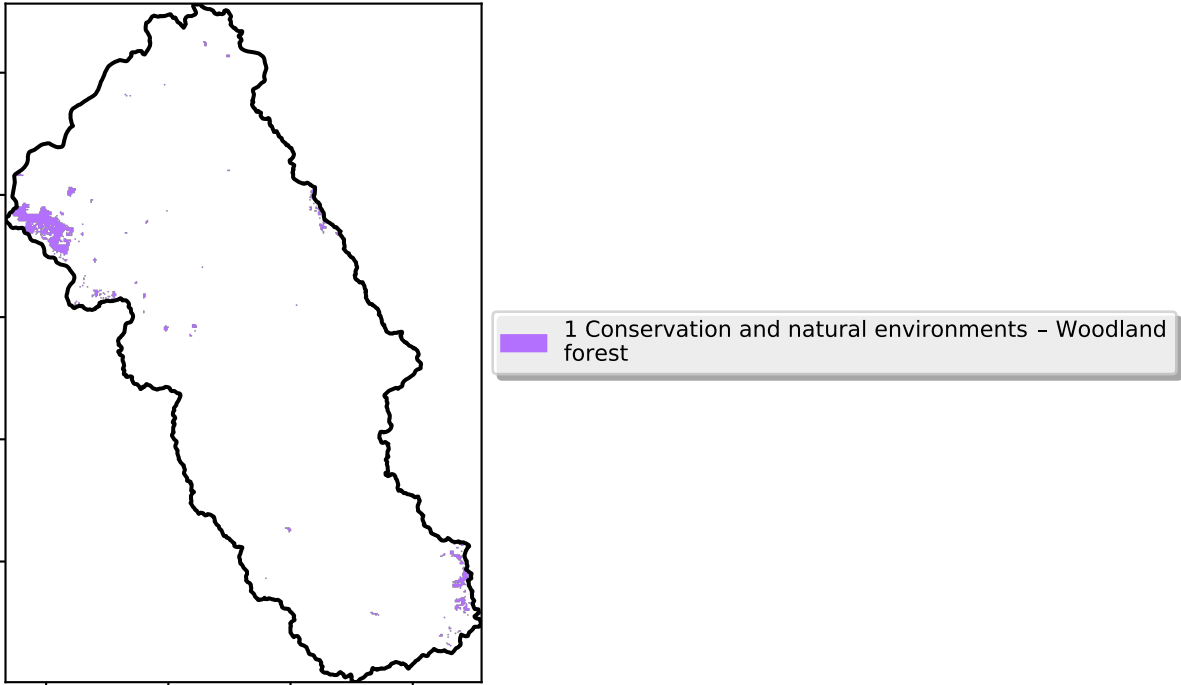 1 Conservation and natural environments – Woodland
forest